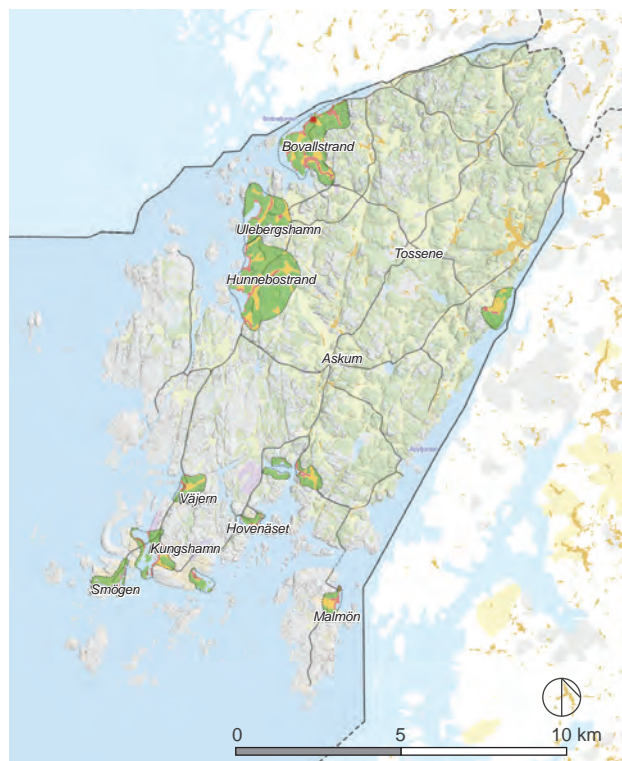 Bovallstrand
Ulebergshamn
Tossene
Hunnebostrand
Askum
Väjern
Hovenäset
Kungshamn
Smögen
Malmön
0 5 10 km